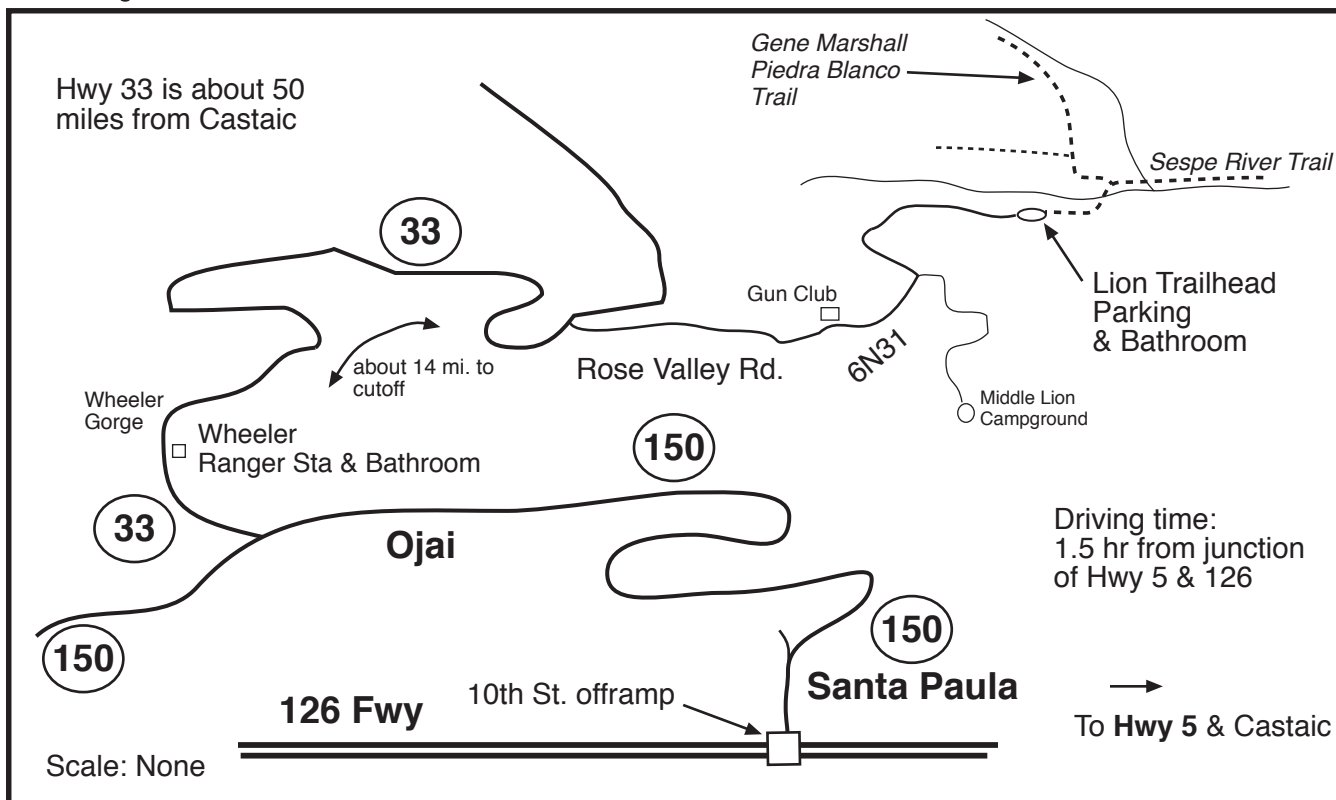 Hwy 33 is about 50
miles from Castaic
Gene Marshall
Piedra Blanco
Trail
Sespe River Trail
33
Gun Club
Lion Trailhead
Parking
& Bathroom
about 14 mi. to
cutoff
Rose Valley Rd.
6N31
Wheeler
Gorge
Middle Lion
Campground
Wheeler
Ranger Sta & Bathroom
150
33
Ojai
Driving time:
1.5 hr from junction
of Hwy 5 & 126
150
150
Santa Paula
10th St. offramp
126 Fwy
To Hwy 5 & Castaic
Scale: None